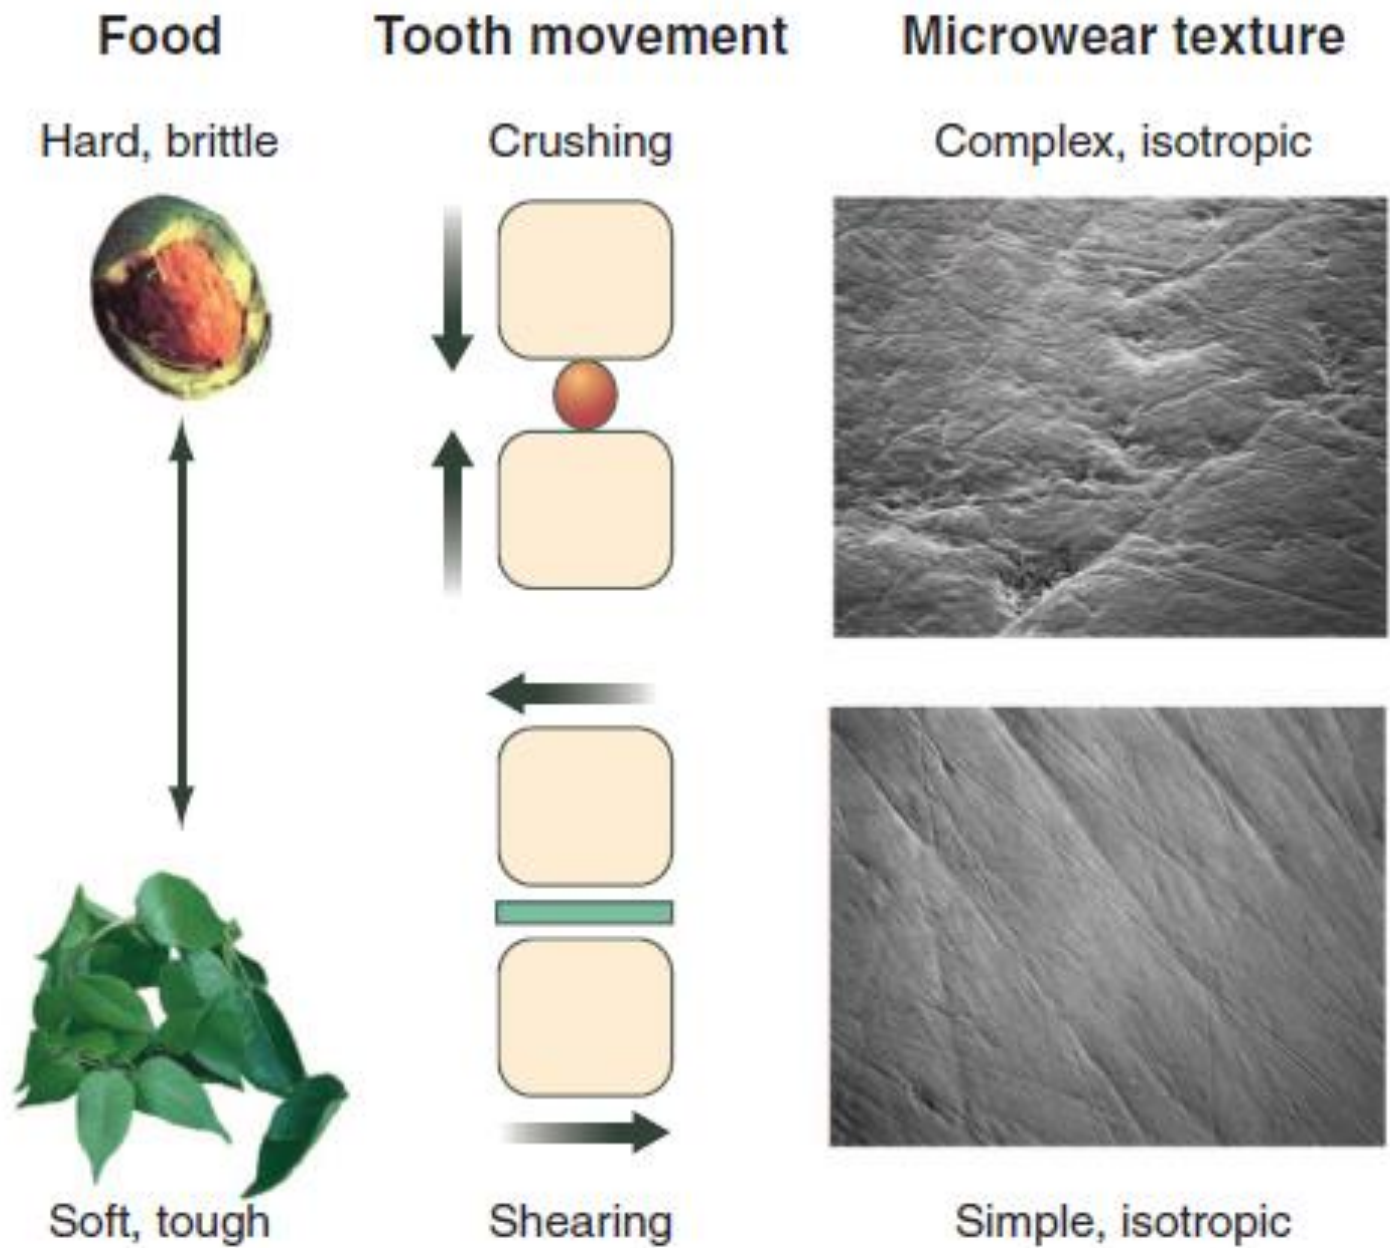 Food
Tooth movement
Microwear texture
Hard, brittle
Crushing
Complex, isotropic
Soft, tough
Shearing
Simple, isotropic